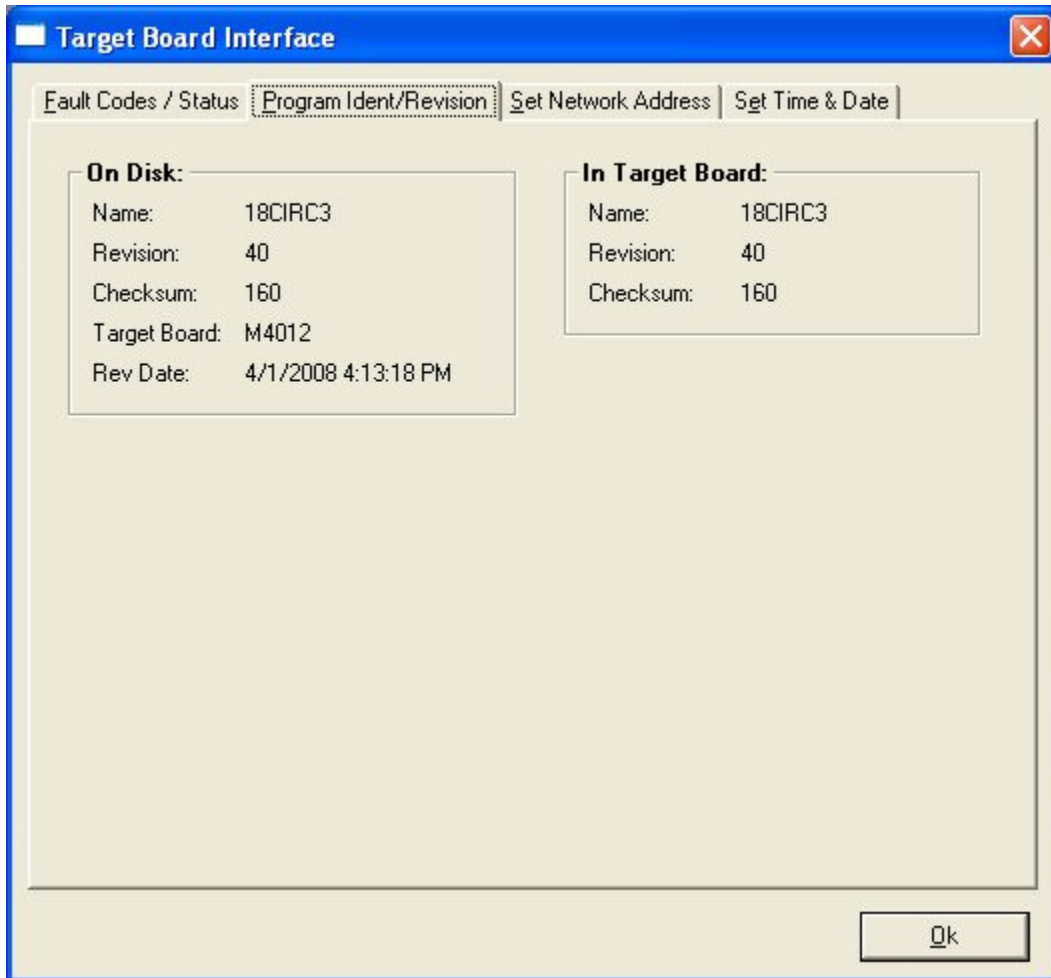 Target Board Interface
Fault Codes / Status Program Ident/Revision Set Network Address Set Time & Date
On Disk:
Name: 18CIRC3
Revision: 40
Checksum: 160
Target Board: M4012
Rev Date: 4/1/2008 4:13:18 PM
In Target Board:
Name: 18CIRC3
Revision: 40
Checksum: 160
Ok